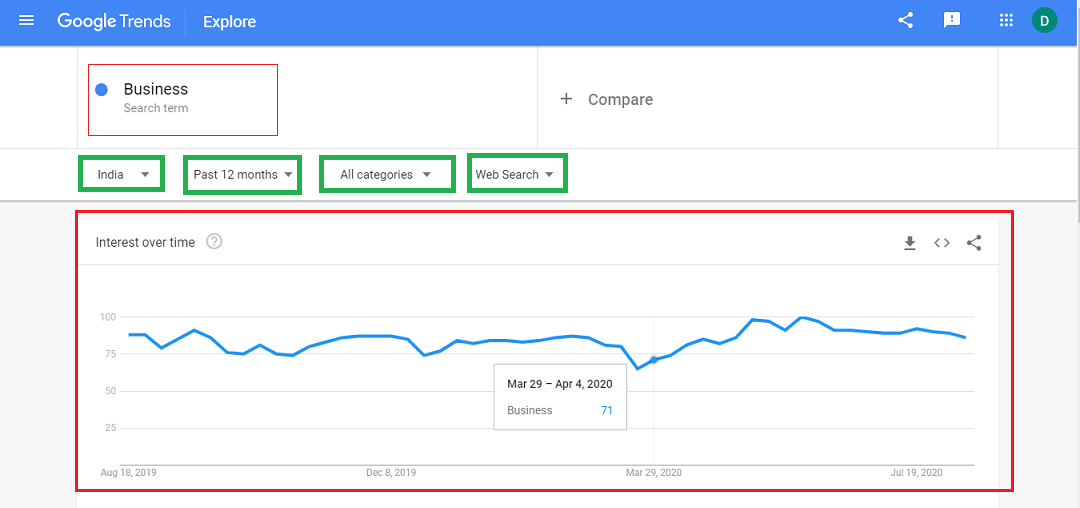 Google Trends Explore D
Business
Search term
+ Compare
India Past 12 months All categories Web Search
Interest over time ?
100
75
50
25
Mar 29 – Apr 4, 2020
Business 71
Aug 18, 2019 Dec 8, 2019 Mar 29, 2020 Jul 19, 2020